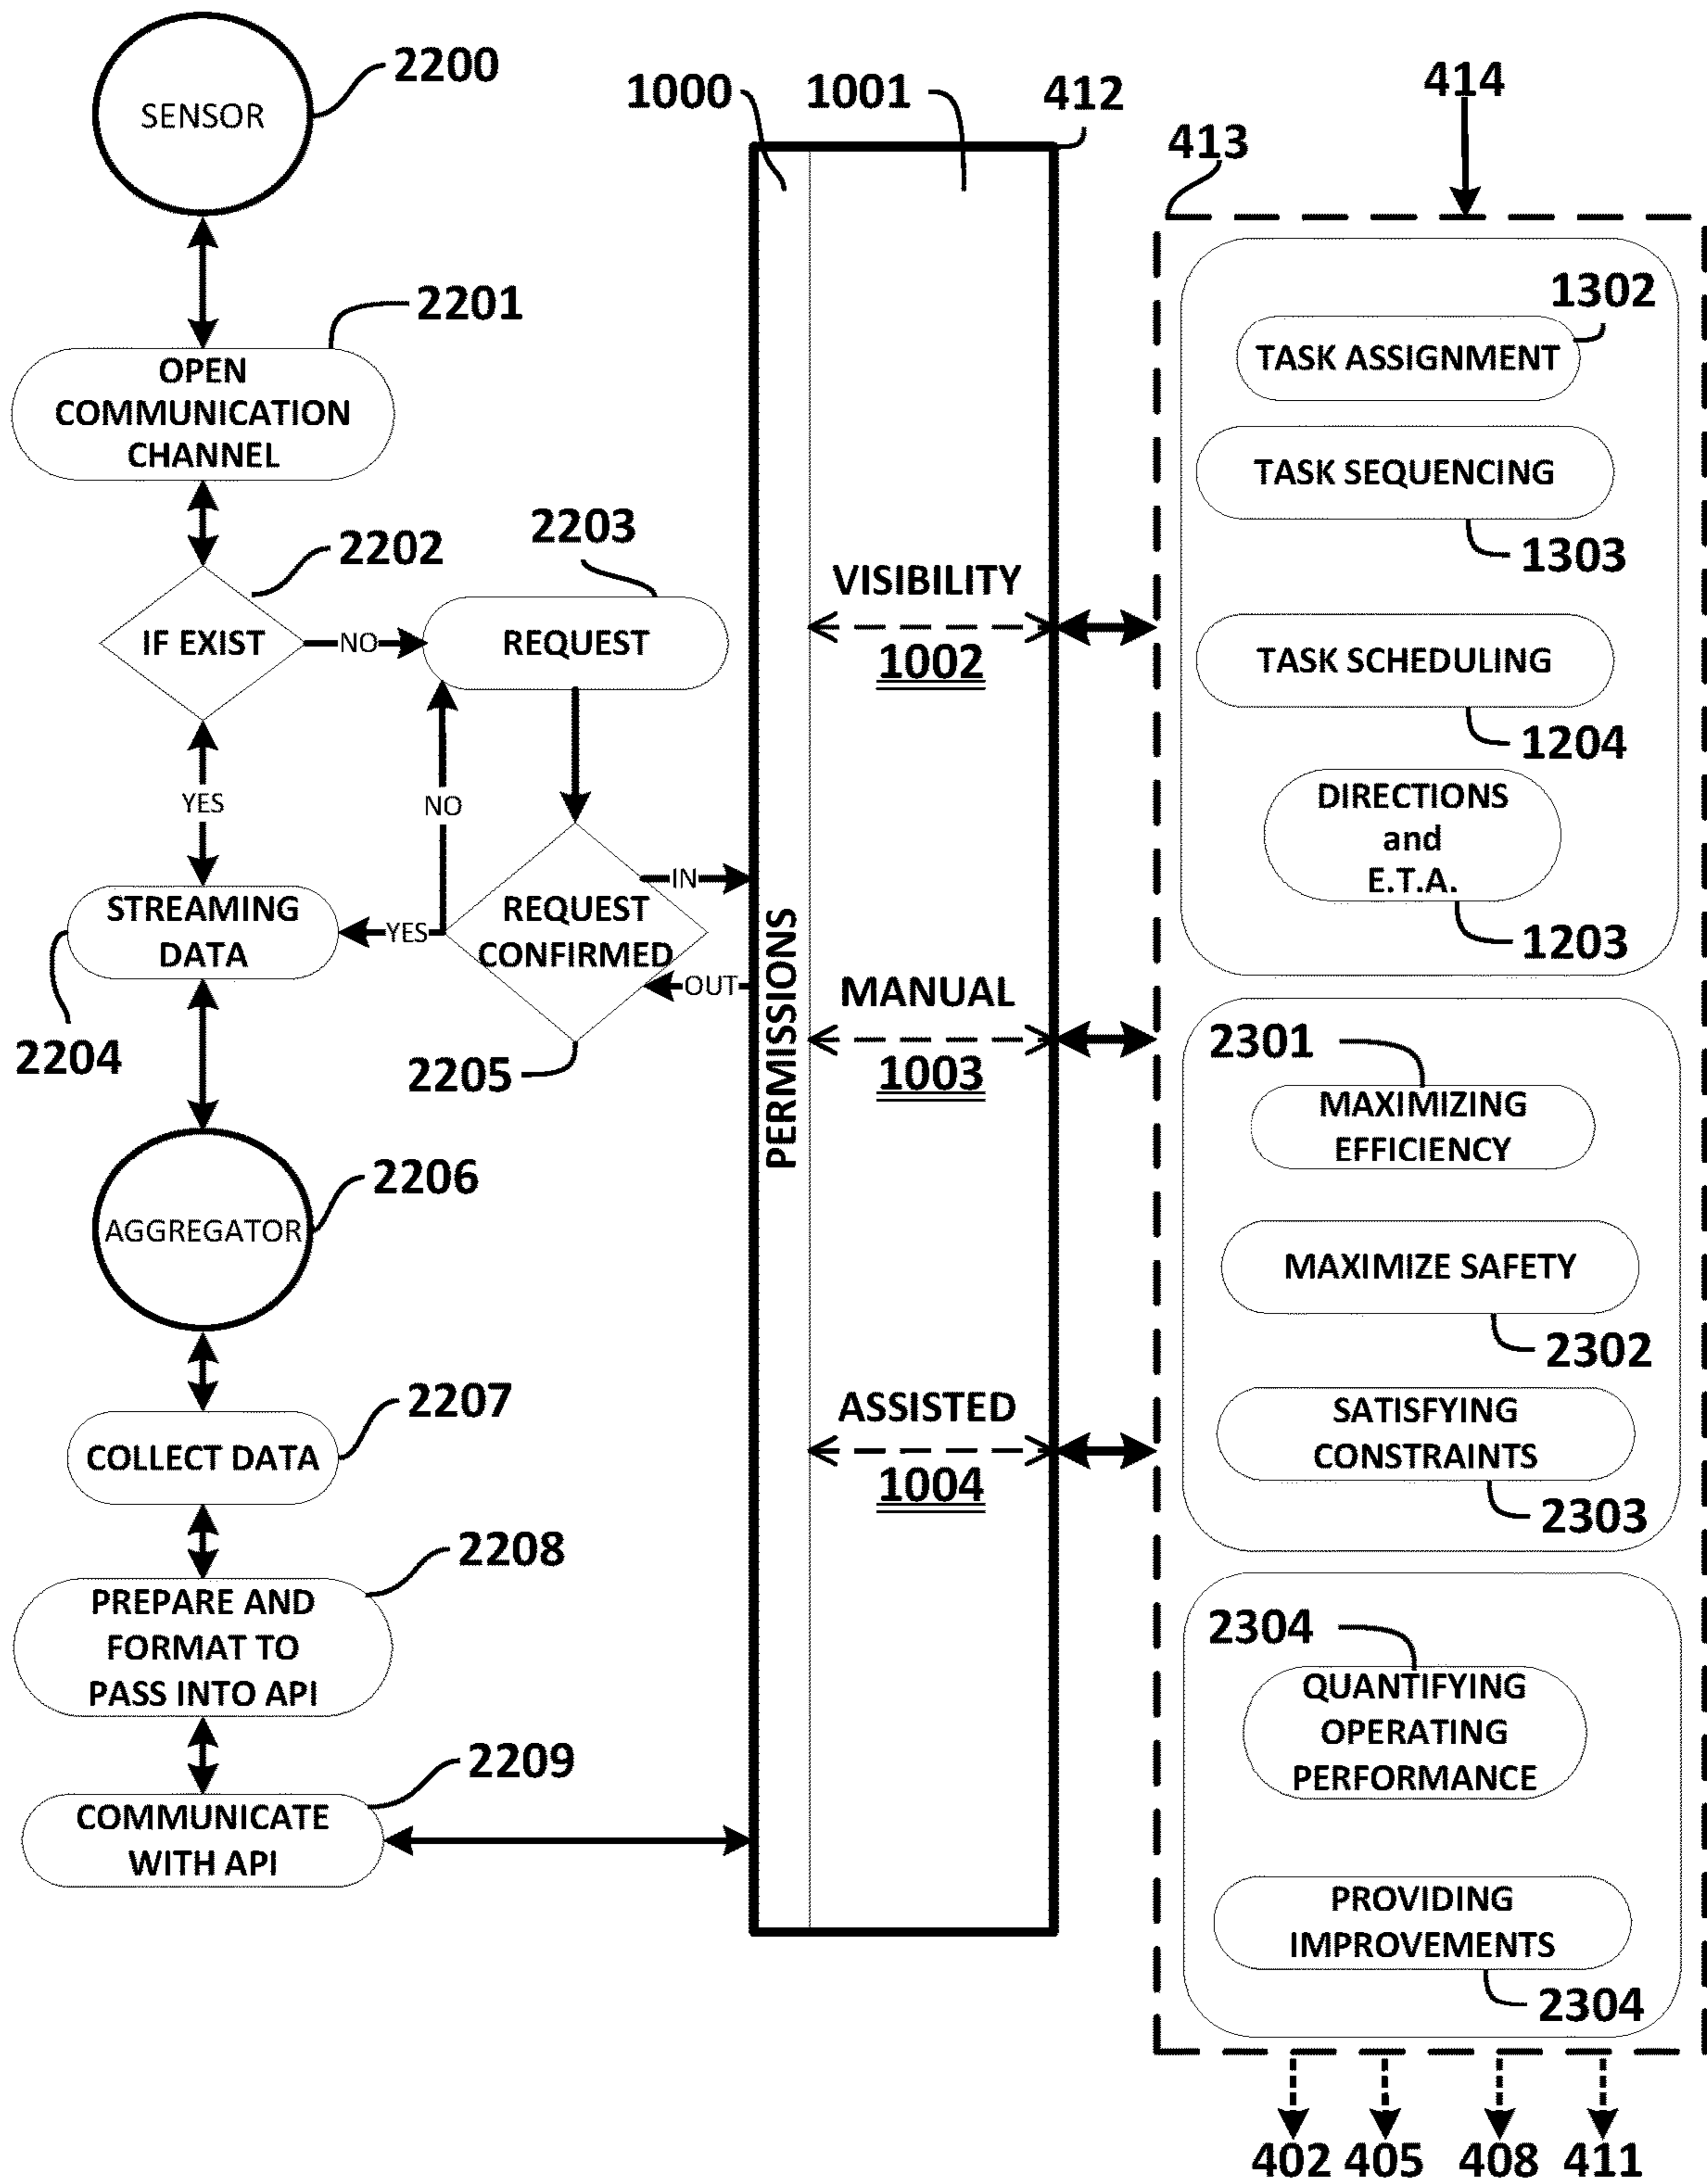 2200
SENSOR
2201
OPEN
COMMUNICATION
CHANNEL
2202
IF EXIST
NO
2203
REQUEST
YES
NO
STREAMING
DATA
2204
YES
REQUEST
CONFIRMED
IN
OUT
2205
2206
AGGREGATOR
2207
COLLECT DATA
2208
PREPARE AND
FORMAT TO
PASS INTO API
2209
COMMUNICATE
WITH API
1000
1001
412
PERMISSIONS
VISIBILITY
1002
MANUAL
1003
ASSISTED
1004
414
413
1302
TASK ASSIGNMENT
TASK SEQUENCING
1303
TASK SCHEDULING
1204
DIRECTIONS
and
E.T.A.
1203
2301
MAXIMIZING
EFFICIENCY
MAXIMIZE SAFETY
2302
SATISFYING
CONSTRAINTS
2303
2304
QUANTIFYING
OPERATING
PERFORMANCE
PROVIDING
IMPROVEMENTS
2304
402 405 408 411